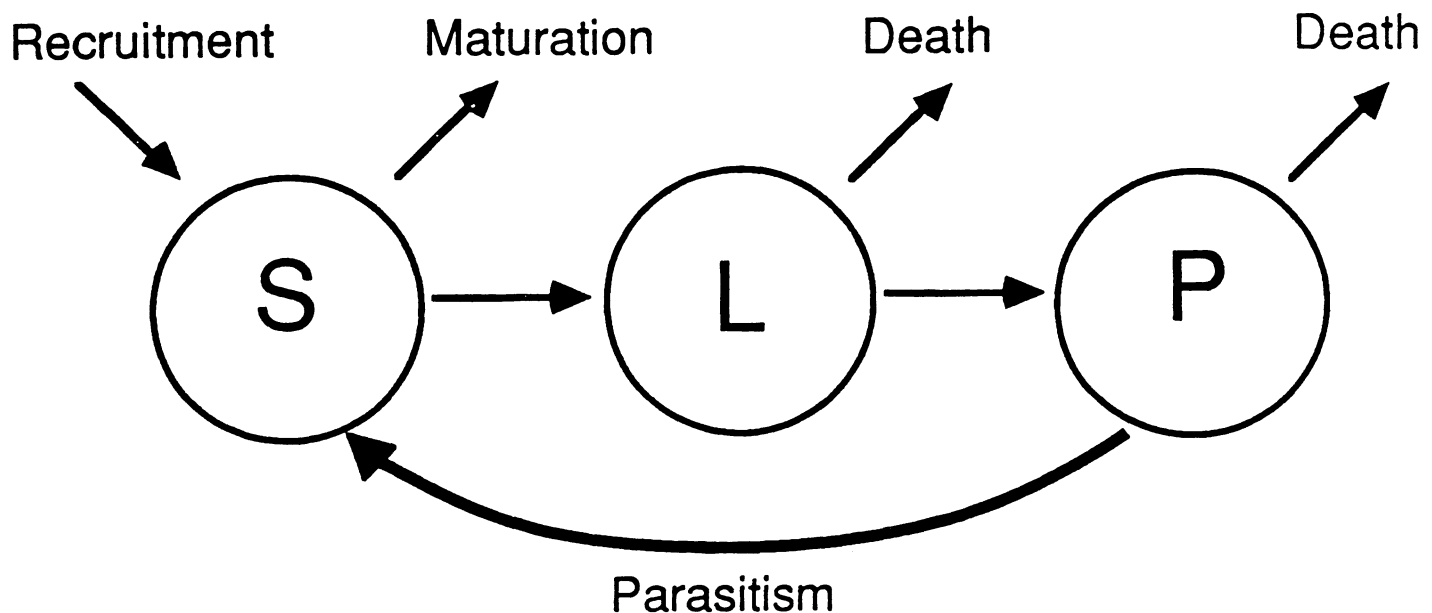 Recruitment
Maturation
Death
Death
S
L
P
Parasitism